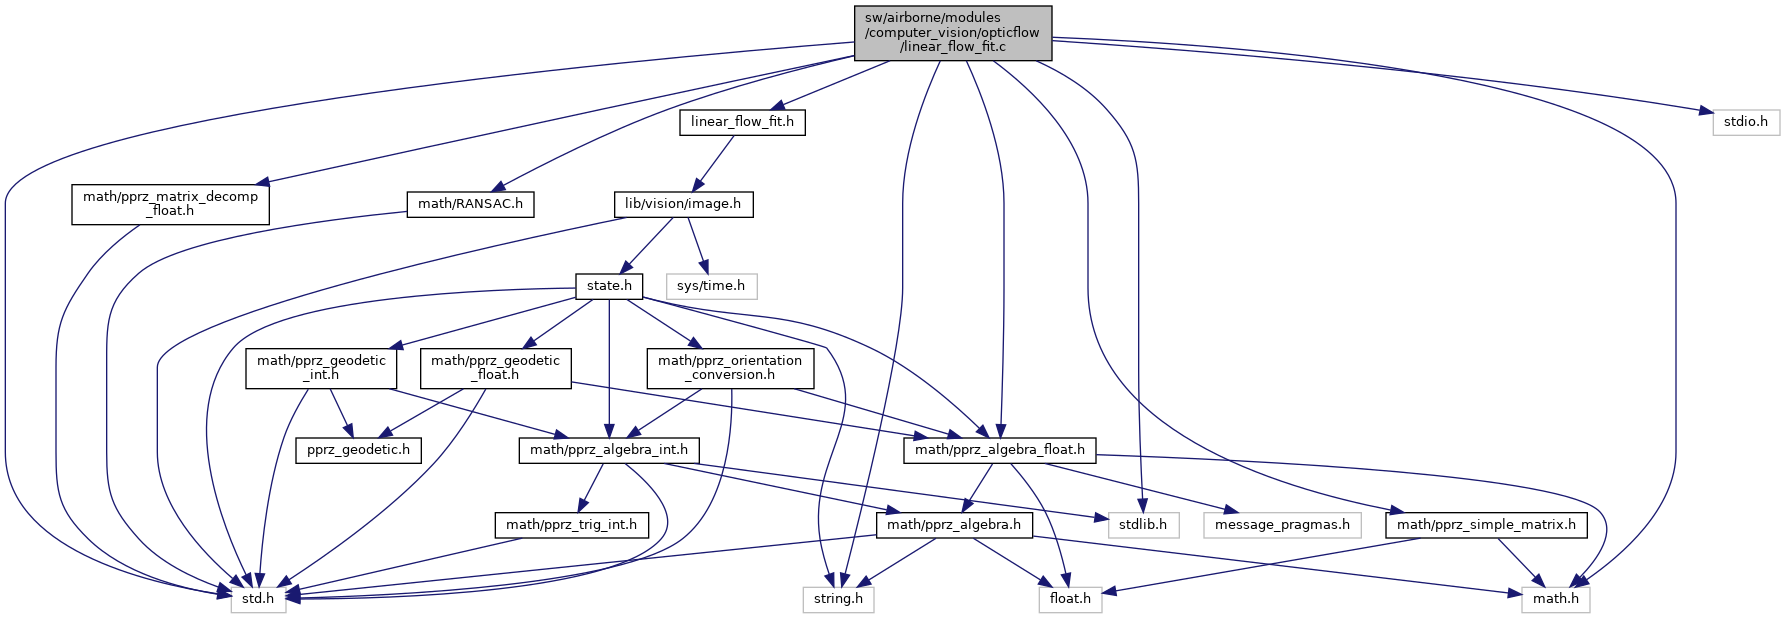 sw/airborne/modules
/computer_vision/opticflow
/linear_flow_fit.c
linear_flow_fit.h
stdio.h
math/pprz_matrix_decomp
_float.h
math/RANSAC.h
lib/vision/image.h
state.h
sys/time.h
math/pprz_geodetic
_int.h
math/pprz_geodetic
_float.h
math/pprz_orientation
_conversion.h
pprz_geodetic.h
math/pprz_algebra_int.h
math/pprz_algebra_float.h
math/pprz_trig_int.h
math/pprz_algebra.h
stdlib.h
message_pragmas.h
math/pprz_simple_matrix.h
std.h
string.h
float.h
math.h